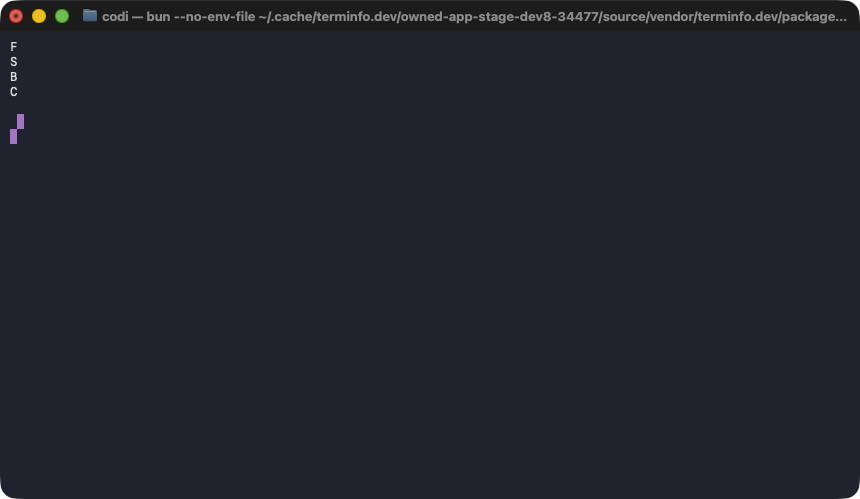 codi — bun --no-env-file ~/.cache/terminfo.dev/owned-app-stage-dev8-34477/source/vendor/terminfo.dev/package...
F
S
B
C